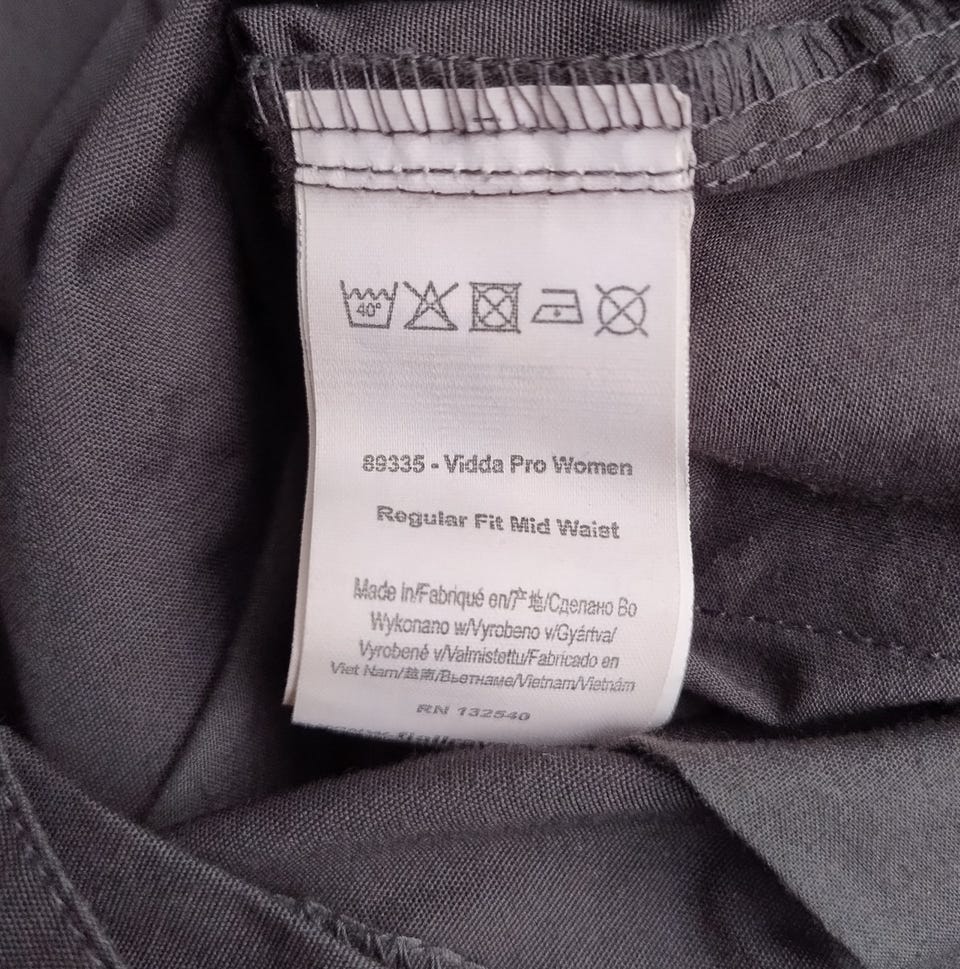 40°
89335 - Vidda Pro Women
Regular Fit Mid Waist
Made in/Fabriqué en/产地/Сделано Во
Wykonano w/Vyrobeno v/Gyártva/
Vyrobené v/Valmistettu/Fabricado en
Viet Nam/越南/Вьетнаме/Vietnam/Vietnám
RN 132540